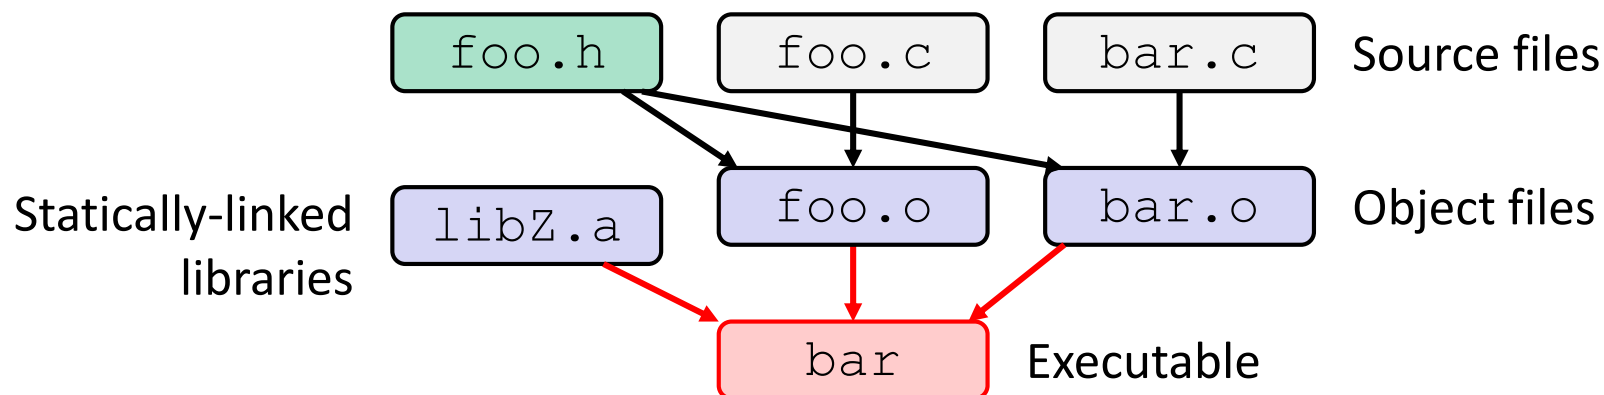 foo.h foo.c bar.c Source files
Statically-linked
libraries
libZ.a foo.o bar.o Object files
bar Executable